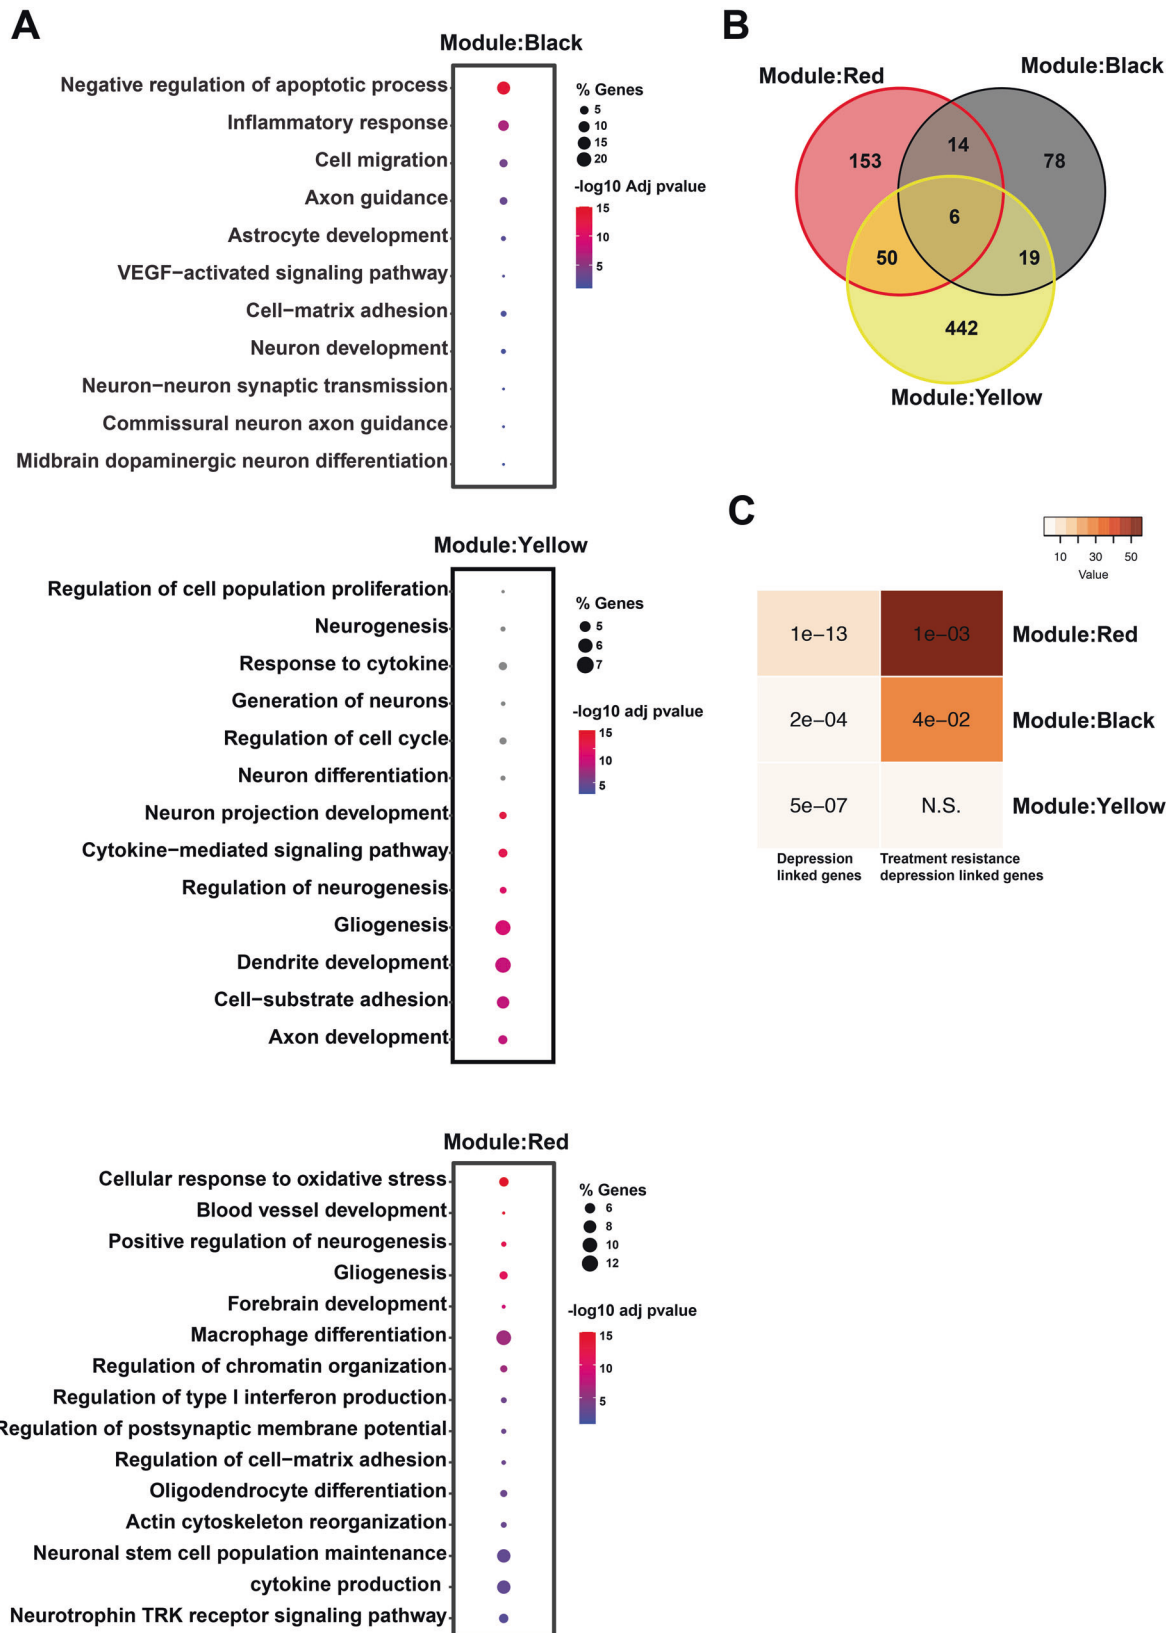 A
Module:Black
Negative regulation of apoptotic process
Inflammatory response
Cell migration
Axon guidance
Astrocyte development
VEGF−activated signaling pathway
Cell−matrix adhesion
Neuron development
Neuron−neuron synaptic transmission
Commissural neuron axon guidance
Midbrain dopaminergic neuron differentiation
% Genes
5
10
15
20
-log10 Adj pvalue
15
10
5
Module:Yellow
Regulation of cell population proliferation
Neurogenesis
Response to cytokine
Generation of neurons
Regulation of cell cycle
Neuron differentiation
Neuron projection development
Cytokine−mediated signaling pathway
Regulation of neurogenesis
Gliogenesis
Dendrite development
Cell−substrate adhesion
Axon development
% Genes
5
6
7
-log10 adj pvalue
15
10
5
Module:Red
Cellular response to oxidative stress
Blood vessel development
Positive regulation of neurogenesis
Gliogenesis
Forebrain development
Macrophage differentiation
Regulation of chromatin organization
Regulation of type I interferon production
Regulation of postsynaptic membrane potential
Regulation of cell−matrix adhesion
Oligodendrocyte differentiation
Actin cytoskeleton reorganization
Neuronal stem cell population maintenance
cytokine production
Neurotrophin TRK receptor signaling pathway
% Genes
6
8
10
12
-log10 adj pvalue
15
10
5
B
Module:Red
Module:Black
153
14
78
6
50
19
442
Module:Yellow
C
10 30 50
Value
1e−13 1e−03 Module:Red
2e−04 4e−02 Module:Black
5e−07 N.S. Module:Yellow
Depression
linked genes
Treatment resistance
depression linked genes